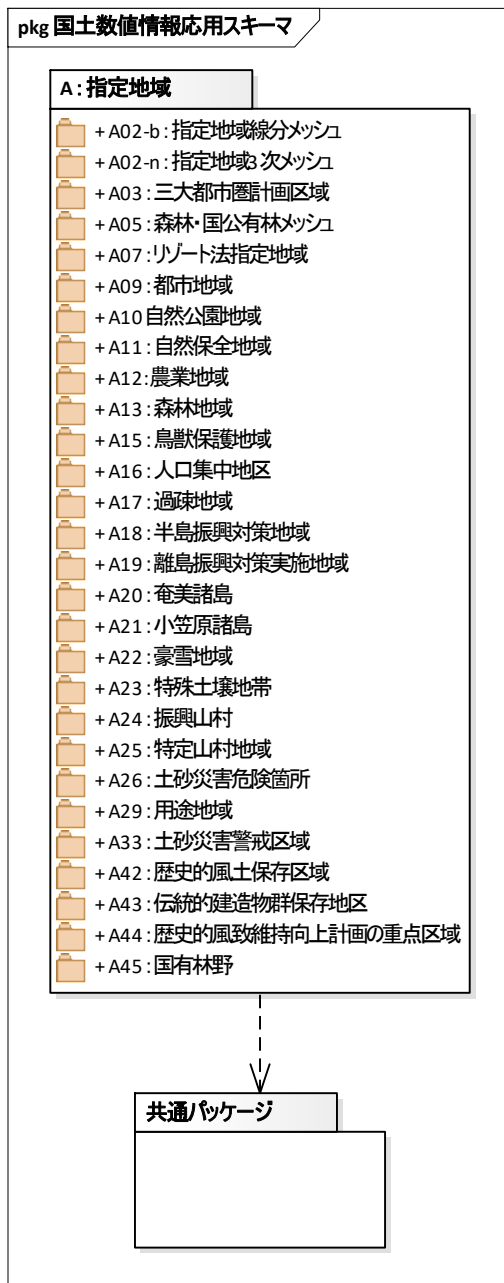 pkg 国土数値情報応用スキーマ
A : 指定地域
+ A02-b : 指定地域線分メッシュ
+ A02-n : 指定地域3 次メッシュ
+ A03 : 三大都市圏計画区域
+ A05 : 森林・国公有林メッシュ
+ A07 : リゾート法指定地域
+ A09 : 都市地域
+ A10 自然公園地域
+ A11 : 自然保全地域
+ A12:農業地域
+ A13 : 森林地域
+ A15 : 鳥獣保護地域
+ A16 : 人口集中地区
+ A17 : 過疎地域
+ A18 : 半島振興対策地域
+ A19 : 離島振興対策実施地域
+ A20 : 奄美諸島
+ A21 : 小笠原諸島
+ A22 : 豪雪地域
+ A23 : 特殊土壌地帯
+ A24 : 振興山村
+ A25 : 特定山村地域
+ A26 : 土砂災害危険箇所
+ A29 : 用途地域
+ A33 : 土砂災害警戒区域
+ A42 : 歴史的風土保存区域
+ A43 : 伝統的建造物群保存地区
+ A44 : 歴史的風致維持向上計画の重点区域
+ A45 : 国有林野
共通パッケージ